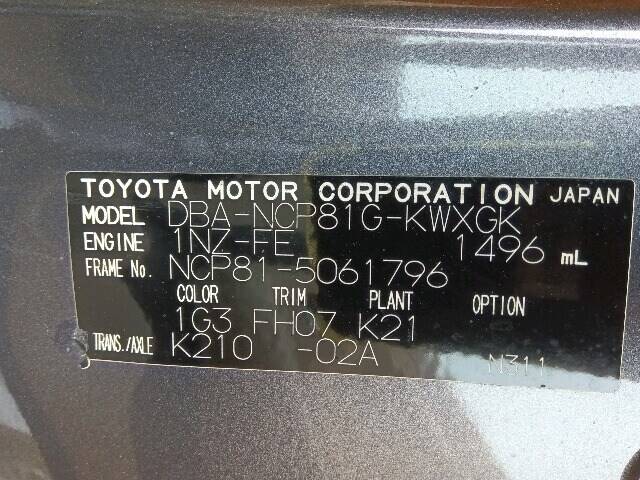 TOYOTA MOTOR CORPORATION JAPAN
MODEL DBA-NCP81G-KWXGK
ENGINE 1NZ-FE 1496 mL
FRAME No. NCP81-5061796
COLOR TRIM PLANT OPTION
1G3 FH07 K21
TRANS./AXLE K210 -02A
M311